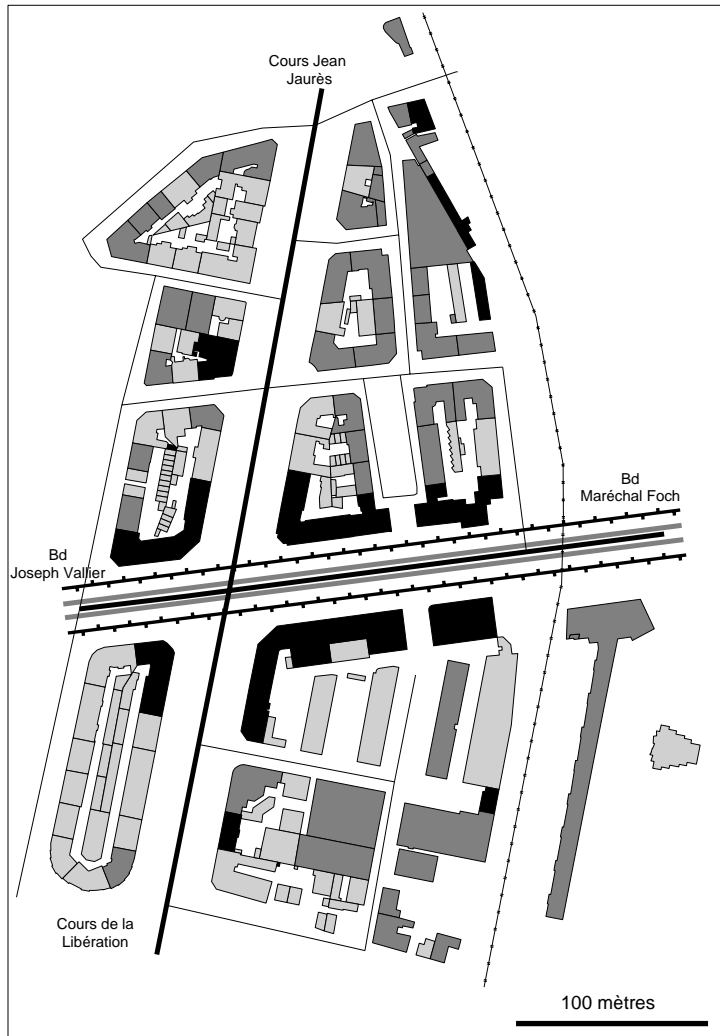 Cours Jean
Jaurès
Bd
Maréchal Foch
Bd
Joseph Vallier
Cours de la
Libération
100 mètres